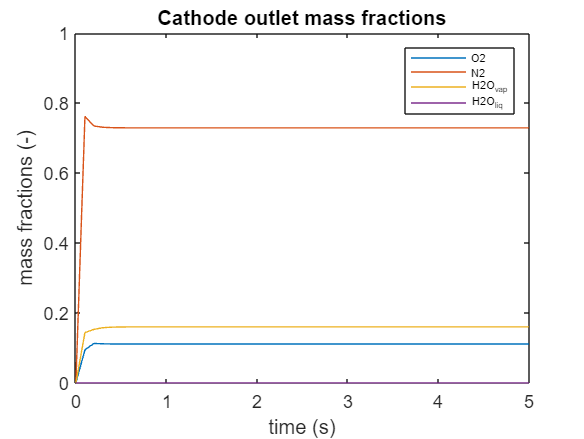 Cathode outlet mass fractions
1
0.8
0.6
0.4
0.2
0
mass fractions (-)
O2
N2
H2Ovap
H2Oliq
0 1 2 3 4 5
time (s)